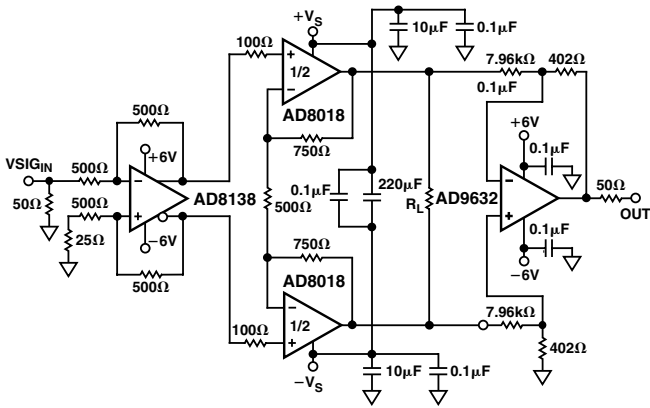 +VS
10μF
0.1μF
100Ω
1/2
AD8018
7.96kΩ
402Ω
0.1μF
500Ω
750Ω
+6V
0.1μF
VSIGIN
500Ω
+6V
AD8138
50Ω
500Ω
25Ω
−6V
500Ω
0.1μF
500Ω
220μF
RL
AD9632
50Ω
OUT
0.1μF
−6V
750Ω
AD8018
100Ω
1/2
7.96kΩ
402Ω
−VS
10μF
0.1μF